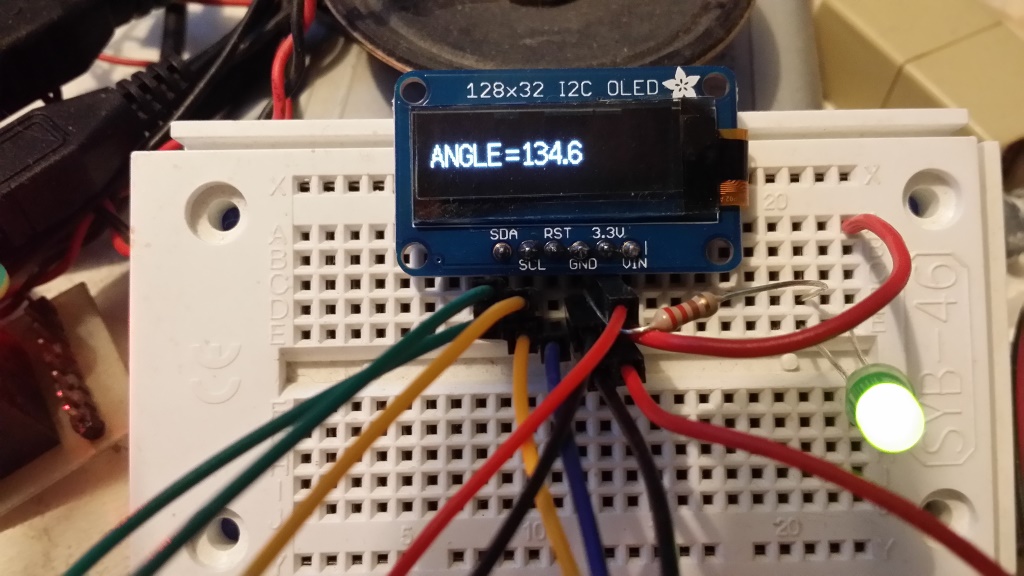 128x32 I2C OLED
ANGLE=134.6
SDA RST 3.3V
SCL GND VIN
X
20
X
A
B
C
D
E
E
CE
SYB-46
H
I
J
5
10
20
Y
Y